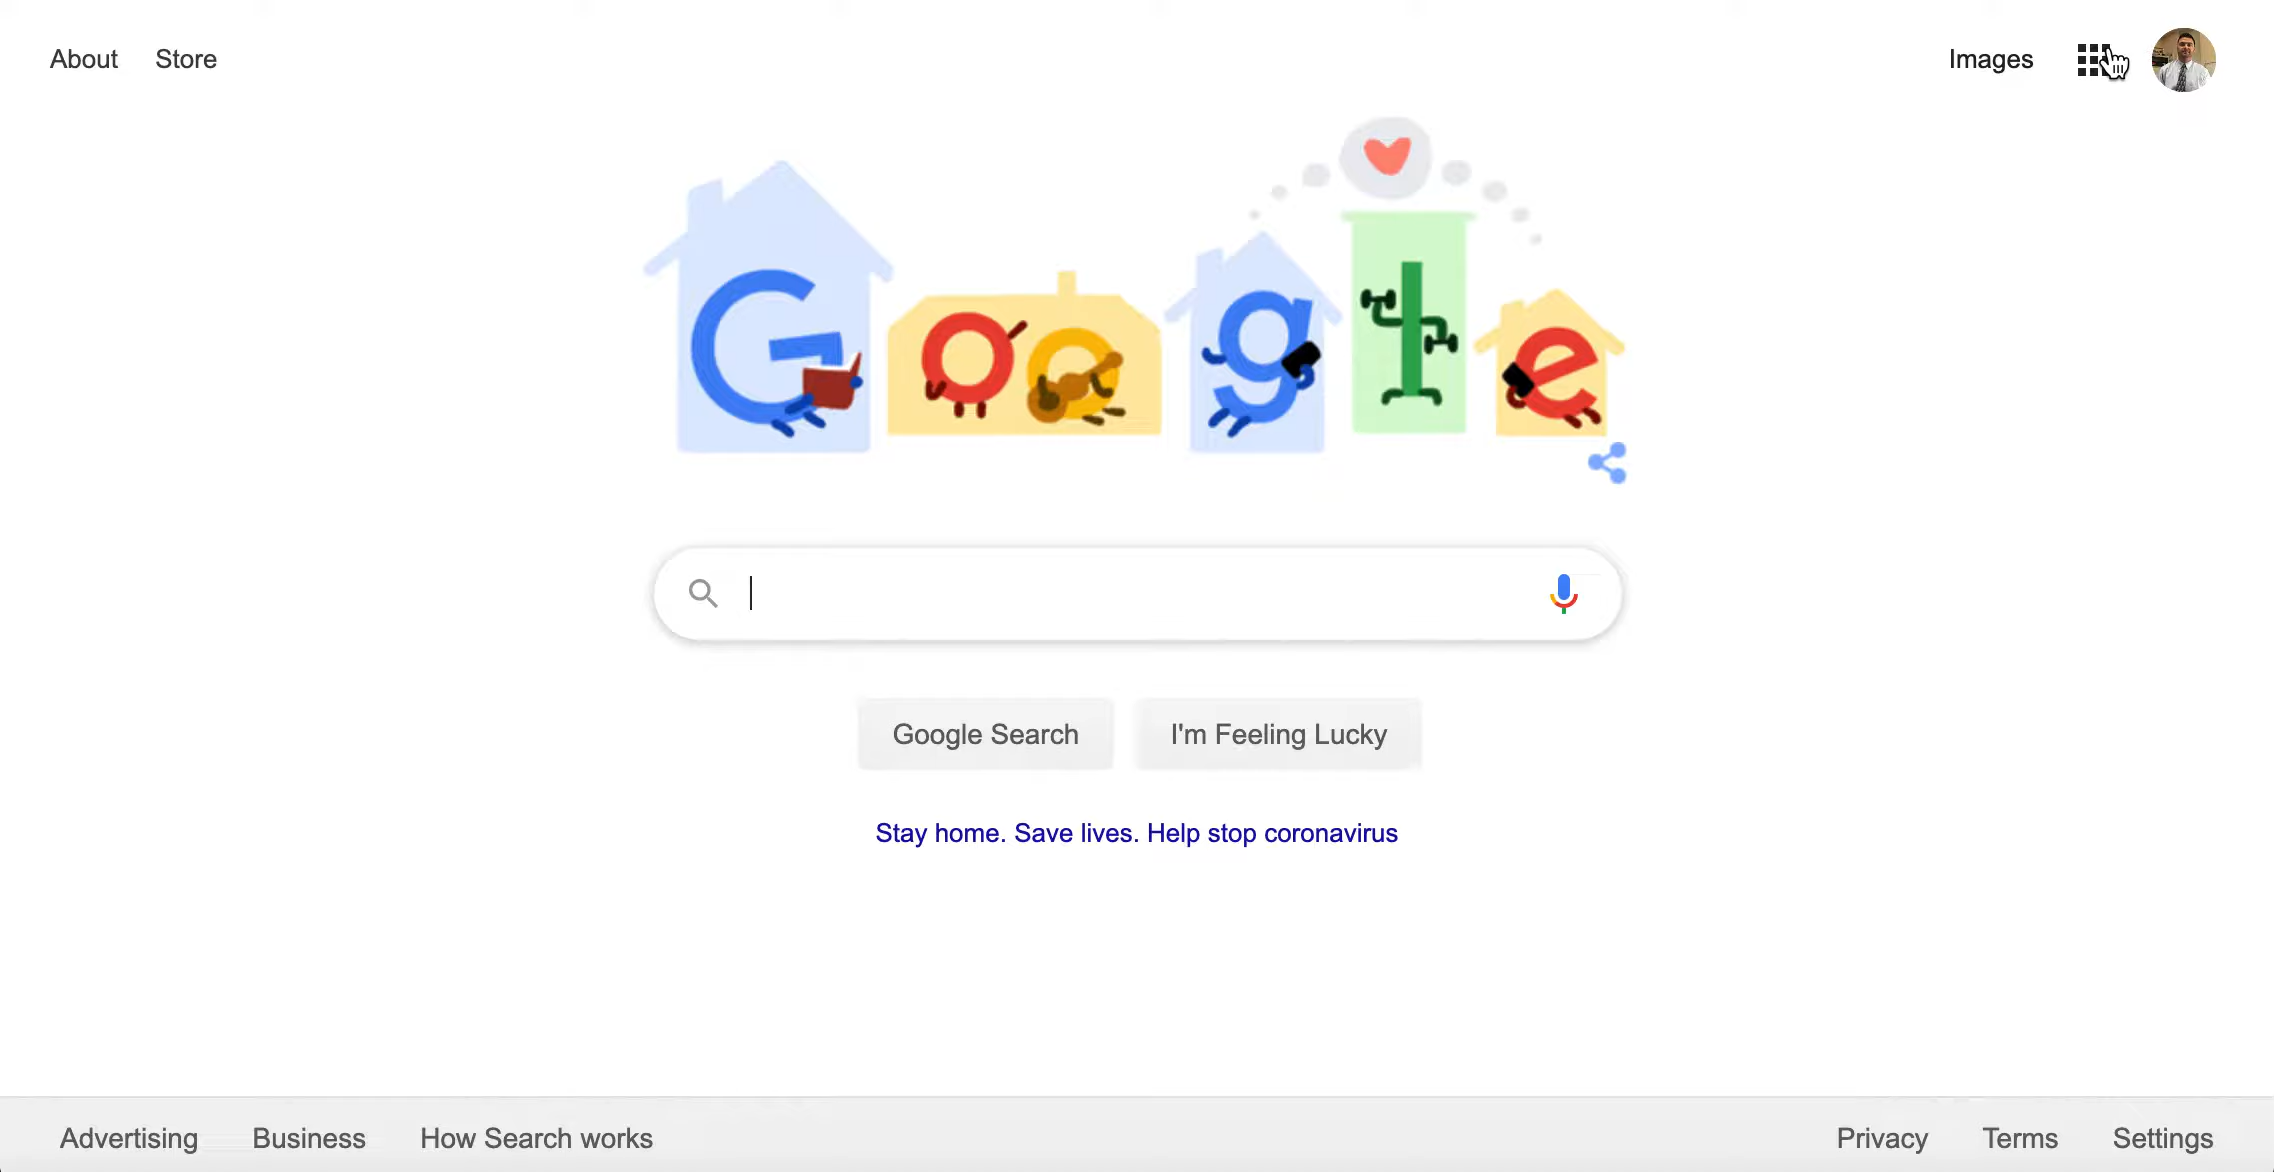 About Store
Images
Google
Google Search
I'm Feeling Lucky
Stay home. Save lives. Help stop coronavirus
Advertising Business How Search works
Privacy Terms Settings